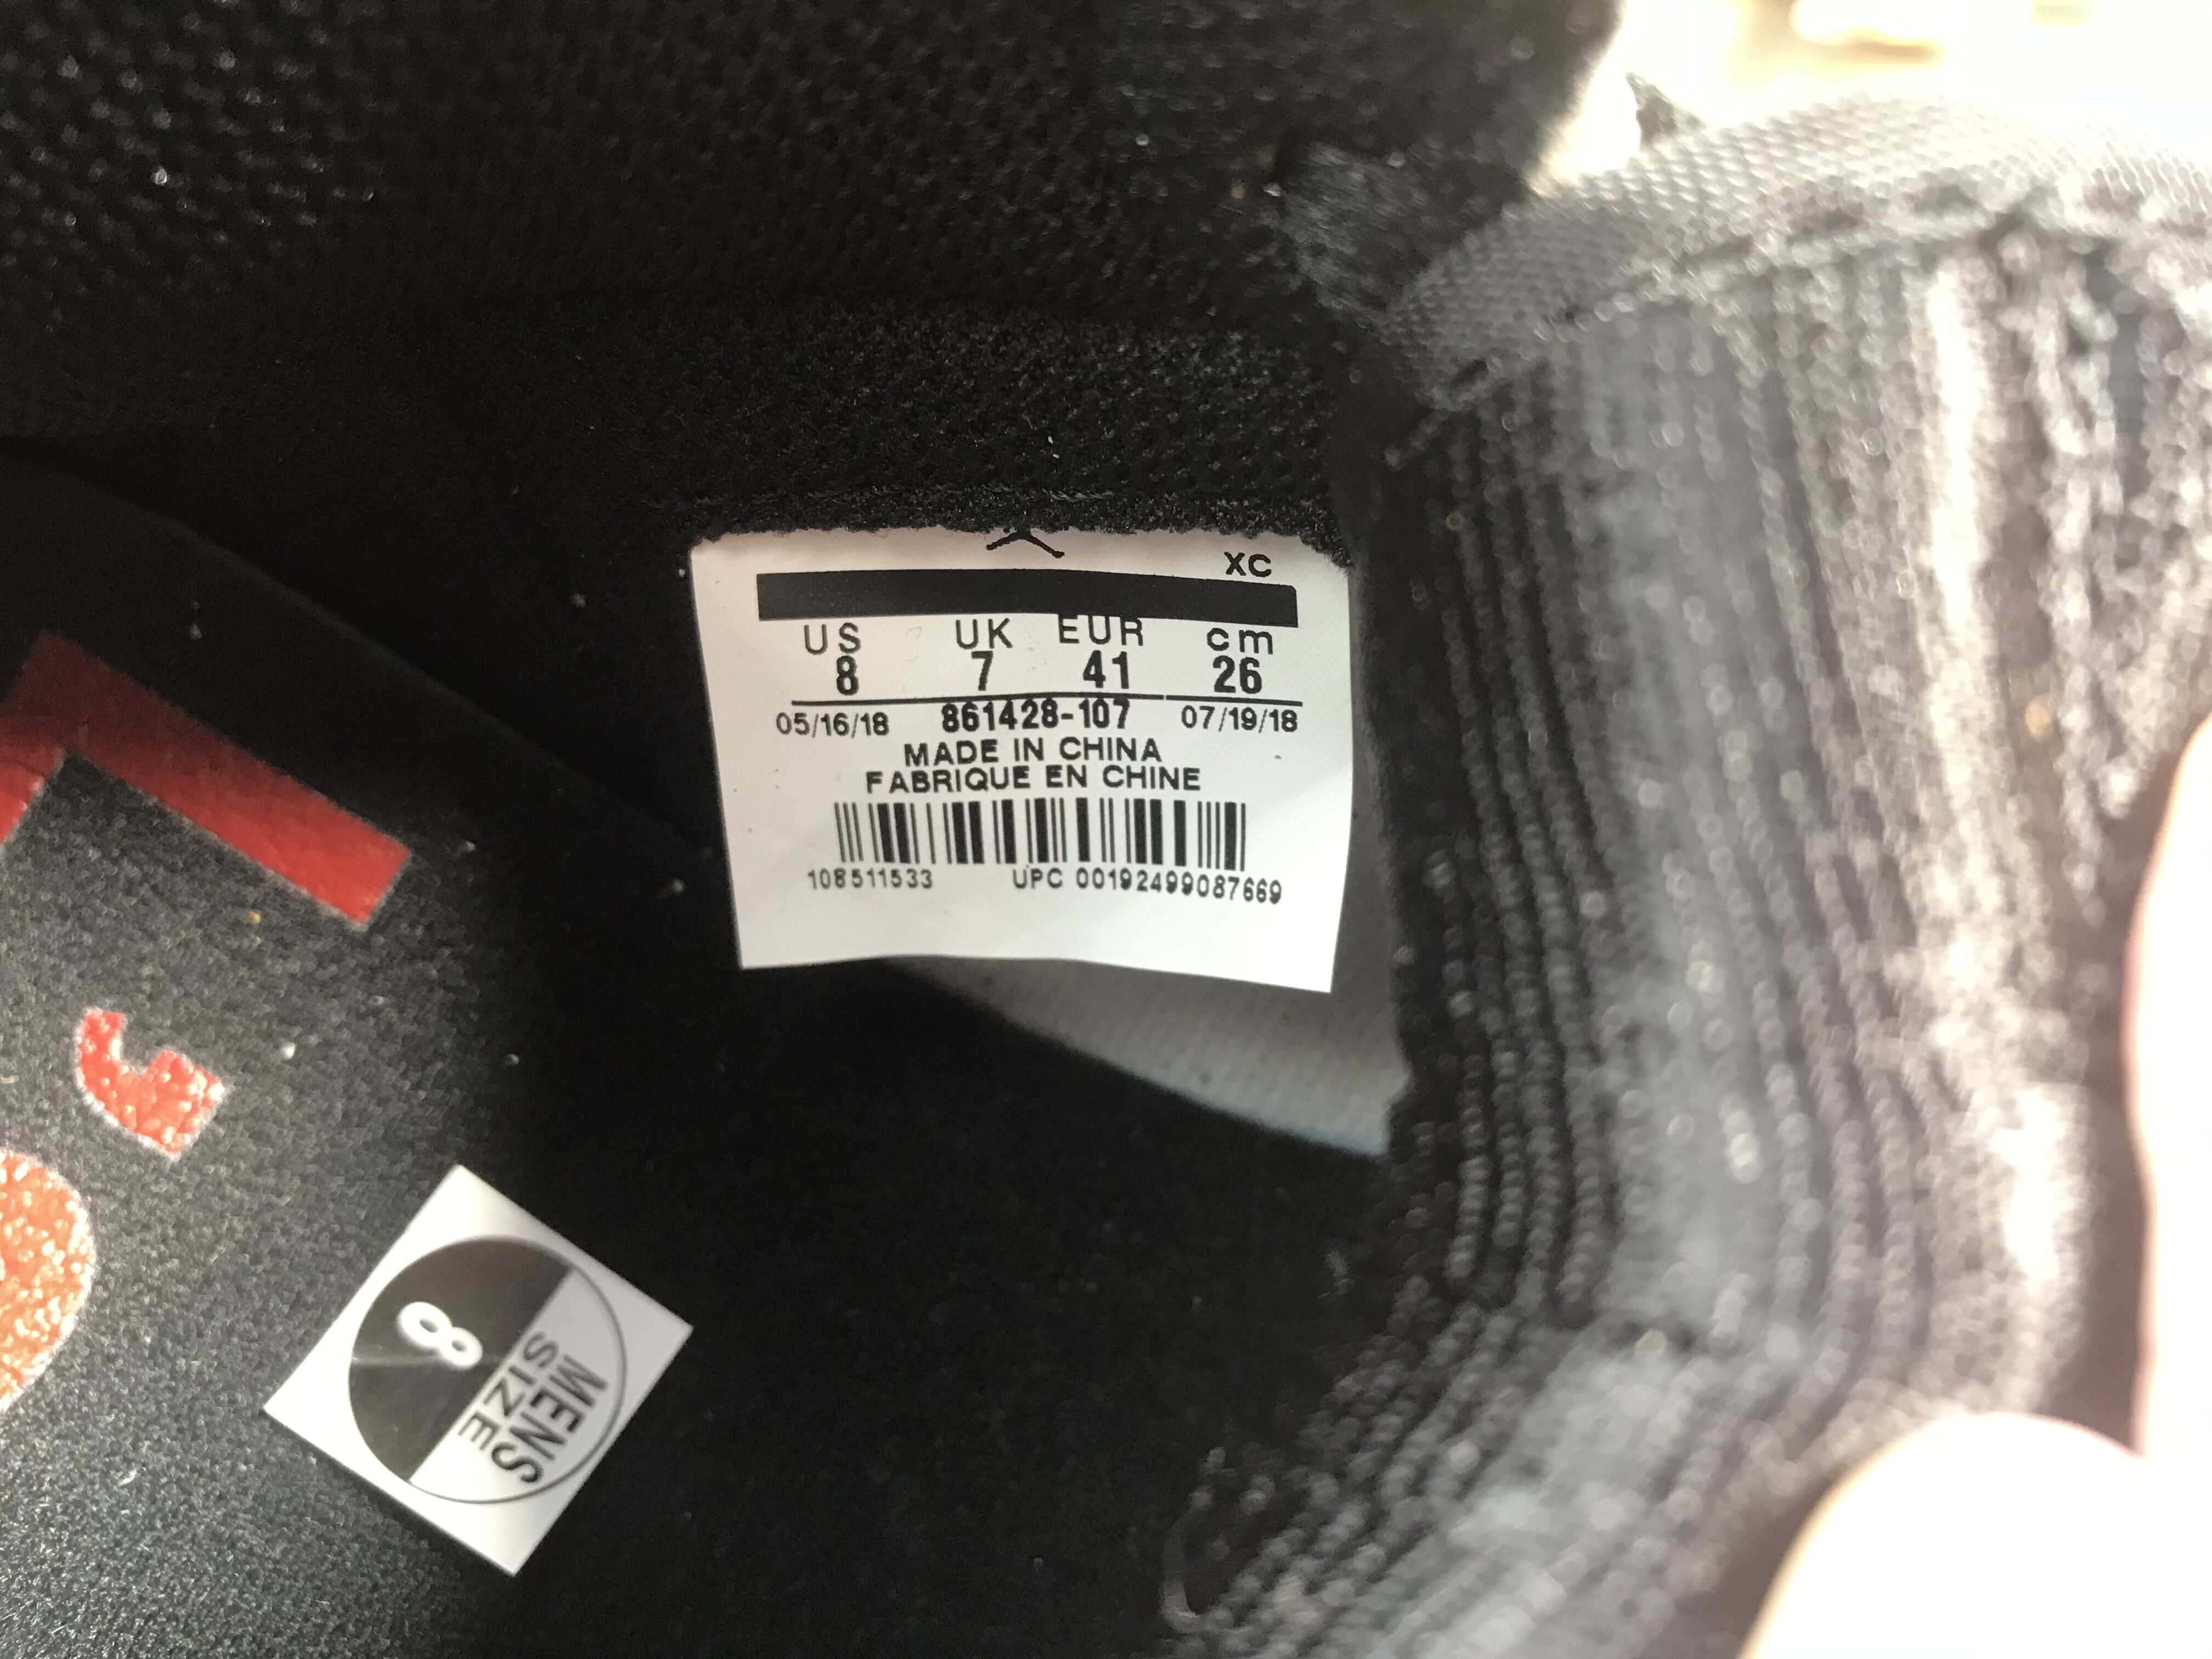 XC
US UK EUR cm
8 7 41 26
05/16/18 861428-107 07/19/18
MADE IN CHINA
FABRIQUE EN CHINE
108511533 UPC 00192499087669
8
MENS
SIZE